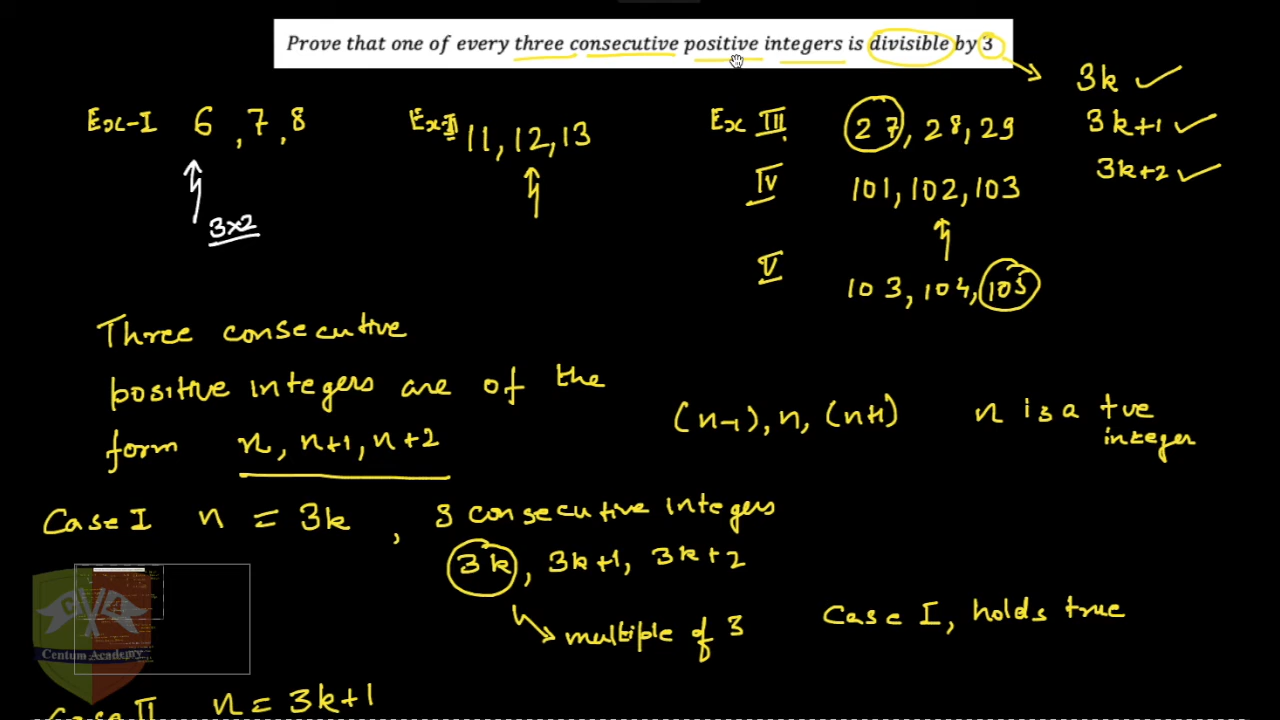 Prove that one of every three consecutive positive integers is divisible by 3
3k
Ex-I 6, 7, 8 Ex II 11, 12, 13 Ex III 27, 28, 29 3k+1
IV 101, 102, 103 3k+2
3x2
V 103, 104, 105
Three consecutive
positive integers are of the
form n, n+1, n+2 (n-1), n, (n+1) n is a +ve
integer
Case I n = 3k, 3 consecutive integers
3k, 3k+1, 3k+2
multiple of 3 Case I, holds true
Centum Academy
Case II n = 3k+1